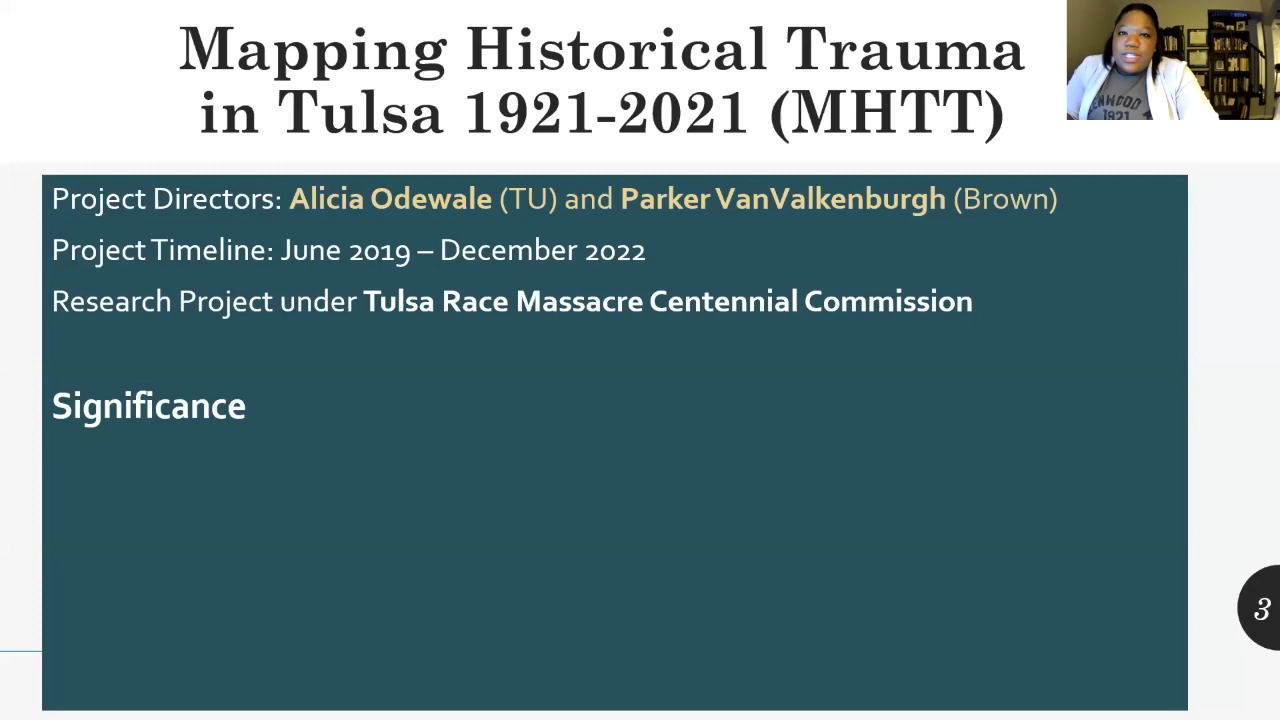 Mapping Historical Trauma
in Tulsa 1921-2021 (MHTT)
Project Directors: Alicia Odewale (TU) and Parker VanValkenburgh (Brown)
Project Timeline: June 2019 – December 2022
Research Project under Tulsa Race Massacre Centennial Commission
Significance
3
1921